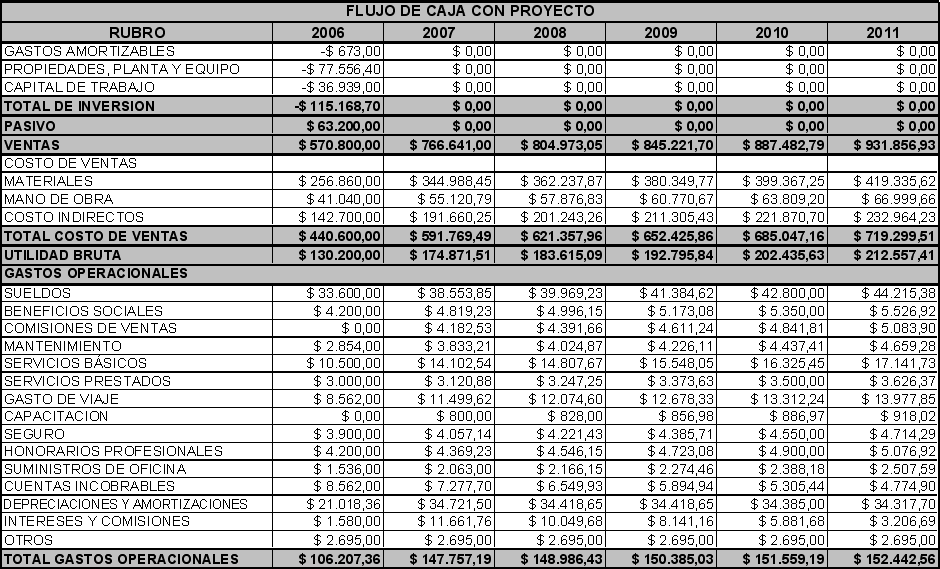 FLUJO DE CAJA CON PROYECTO
RUBRO 2006 2007 2008 2009 2010 2011
GASTOS AMORTIZABLES -$ 673,00 $ 0,00 $ 0,00 $ 0,00 $ 0,00 $ 0,00
PROPIEDADES, PLANTA Y EQUIPO -$ 77.556,40 $ 0,00 $ 0,00 $ 0,00 $ 0,00 $ 0,00
CAPITAL DE TRABAJO -$ 36.939,00 $ 0,00 $ 0,00 $ 0,00 $ 0,00 $ 0,00
TOTAL DE INVERSION -$ 115.168,70 $ 0,00 $ 0,00 $ 0,00 $ 0,00 $ 0,00
PASIVO $ 63.200,00 $ 0,00 $ 0,00 $ 0,00 $ 0,00 $ 0,00
VENTAS $ 570.800,00 $ 766.641,00 $ 804.973,05 $ 845.221,70 $ 887.482,79 $ 931.856,93
COSTO DE VENTAS
MATERIALES $ 256.860,00 $ 344.988,45 $ 362.237,87 $ 380.349,77 $ 399.367,25 $ 419.335,62
MANO DE OBRA $ 41.040,00 $ 55.120,79 $ 57.876,83 $ 60.770,67 $ 63.809,20 $ 66.999,66
COSTO INDIRECTOS $ 142.700,00 $ 191.660,25 $ 201.243,26 $ 211.305,43 $ 221.870,70 $ 232.964,23
TOTAL COSTO DE VENTAS $ 440.600,00 $ 591.769,49 $ 621.357,96 $ 652.425,86 $ 685.047,16 $ 719.299,51
UTILIDAD BRUTA $ 130.200,00 $ 174.871,51 $ 183.615,09 $ 192.795,84 $ 202.435,63 $ 212.557,41
GASTOS OPERACIONALES
SUELDOS $ 33.600,00 $ 38.553,85 $ 39.969,23 $ 41.384,62 $ 42.800,00 $ 44.215,38
BENEFICIOS SOCIALES $ 4.200,00 $ 4.819,23 $ 4.996,15 $ 5.173,08 $ 5.350,00 $ 5.526,92
COMISIONES DE VENTAS $ 0,00 $ 4.182,53 $ 4.391,66 $ 4.611,24 $ 4.841,81 $ 5.083,90
MANTENIMIENTO $ 2.854,00 $ 3.833,21 $ 4.024,87 $ 4.226,11 $ 4.437,41 $ 4.659,28
SERVICIOS BÁSICOS $ 10.500,00 $ 14.102,54 $ 14.807,67 $ 15.548,05 $ 16.325,45 $ 17.141,73
SERVICIOS PRESTADOS $ 3.000,00 $ 3.120,88 $ 3.247,25 $ 3.373,63 $ 3.500,00 $ 3.626,37
GASTO DE VIAJE $ 8.562,00 $ 11.499,62 $ 12.074,60 $ 12.678,33 $ 13.312,24 $ 13.977,85
CAPACITACION $ 0,00 $ 800,00 $ 828,00 $ 856,98 $ 886,97 $ 918,02
SEGURO $ 3.900,00 $ 4.057,14 $ 4.221,43 $ 4.385,71 $ 4.550,00 $ 4.714,29
HONORARIOS PROFESIONALES $ 4.200,00 $ 4.369,23 $ 4.546,15 $ 4.723,08 $ 4.900,00 $ 5.076,92
SUMINISTROS DE OFICINA $ 1.536,00 $ 2.063,00 $ 2.166,15 $ 2.274,46 $ 2.388,18 $ 2.507,59
CUENTAS INCOBRABLES $ 8.562,00 $ 7.277,70 $ 6.549,93 $ 5.894,94 $ 5.305,44 $ 4.774,90
DEPRECIACIONES Y AMORTIZACIONES $ 21.018,36 $ 34.721,50 $ 34.418,65 $ 34.418,65 $ 34.385,00 $ 34.317,70
INTERESES Y COMISIONES $ 1.580,00 $ 11.661,76 $ 10.049,68 $ 8.141,16 $ 5.881,68 $ 3.206,69
OTROS $ 2.695,00 $ 2.695,00 $ 2.695,00 $ 2.695,00 $ 2.695,00 $ 2.695,00
TOTAL GASTOS OPERACIONALES $ 106.207,36 $ 147.757,19 $ 148.986,43 $ 150.385,03 $ 151.559,19 $ 152.442,56